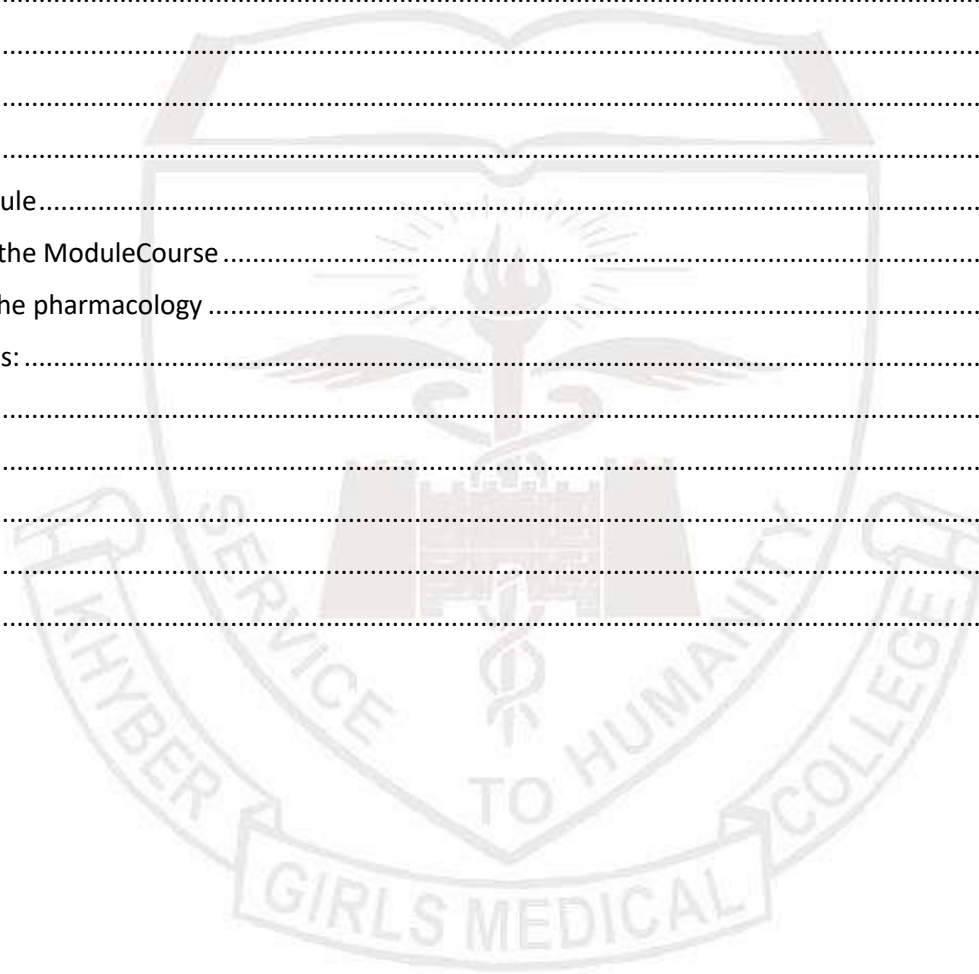 ule
the ModuleCourse
he pharmacology
s:
SERVICE
TO HUMANITY
KHYBER
GIRLS MEDICAL
COLLEGE